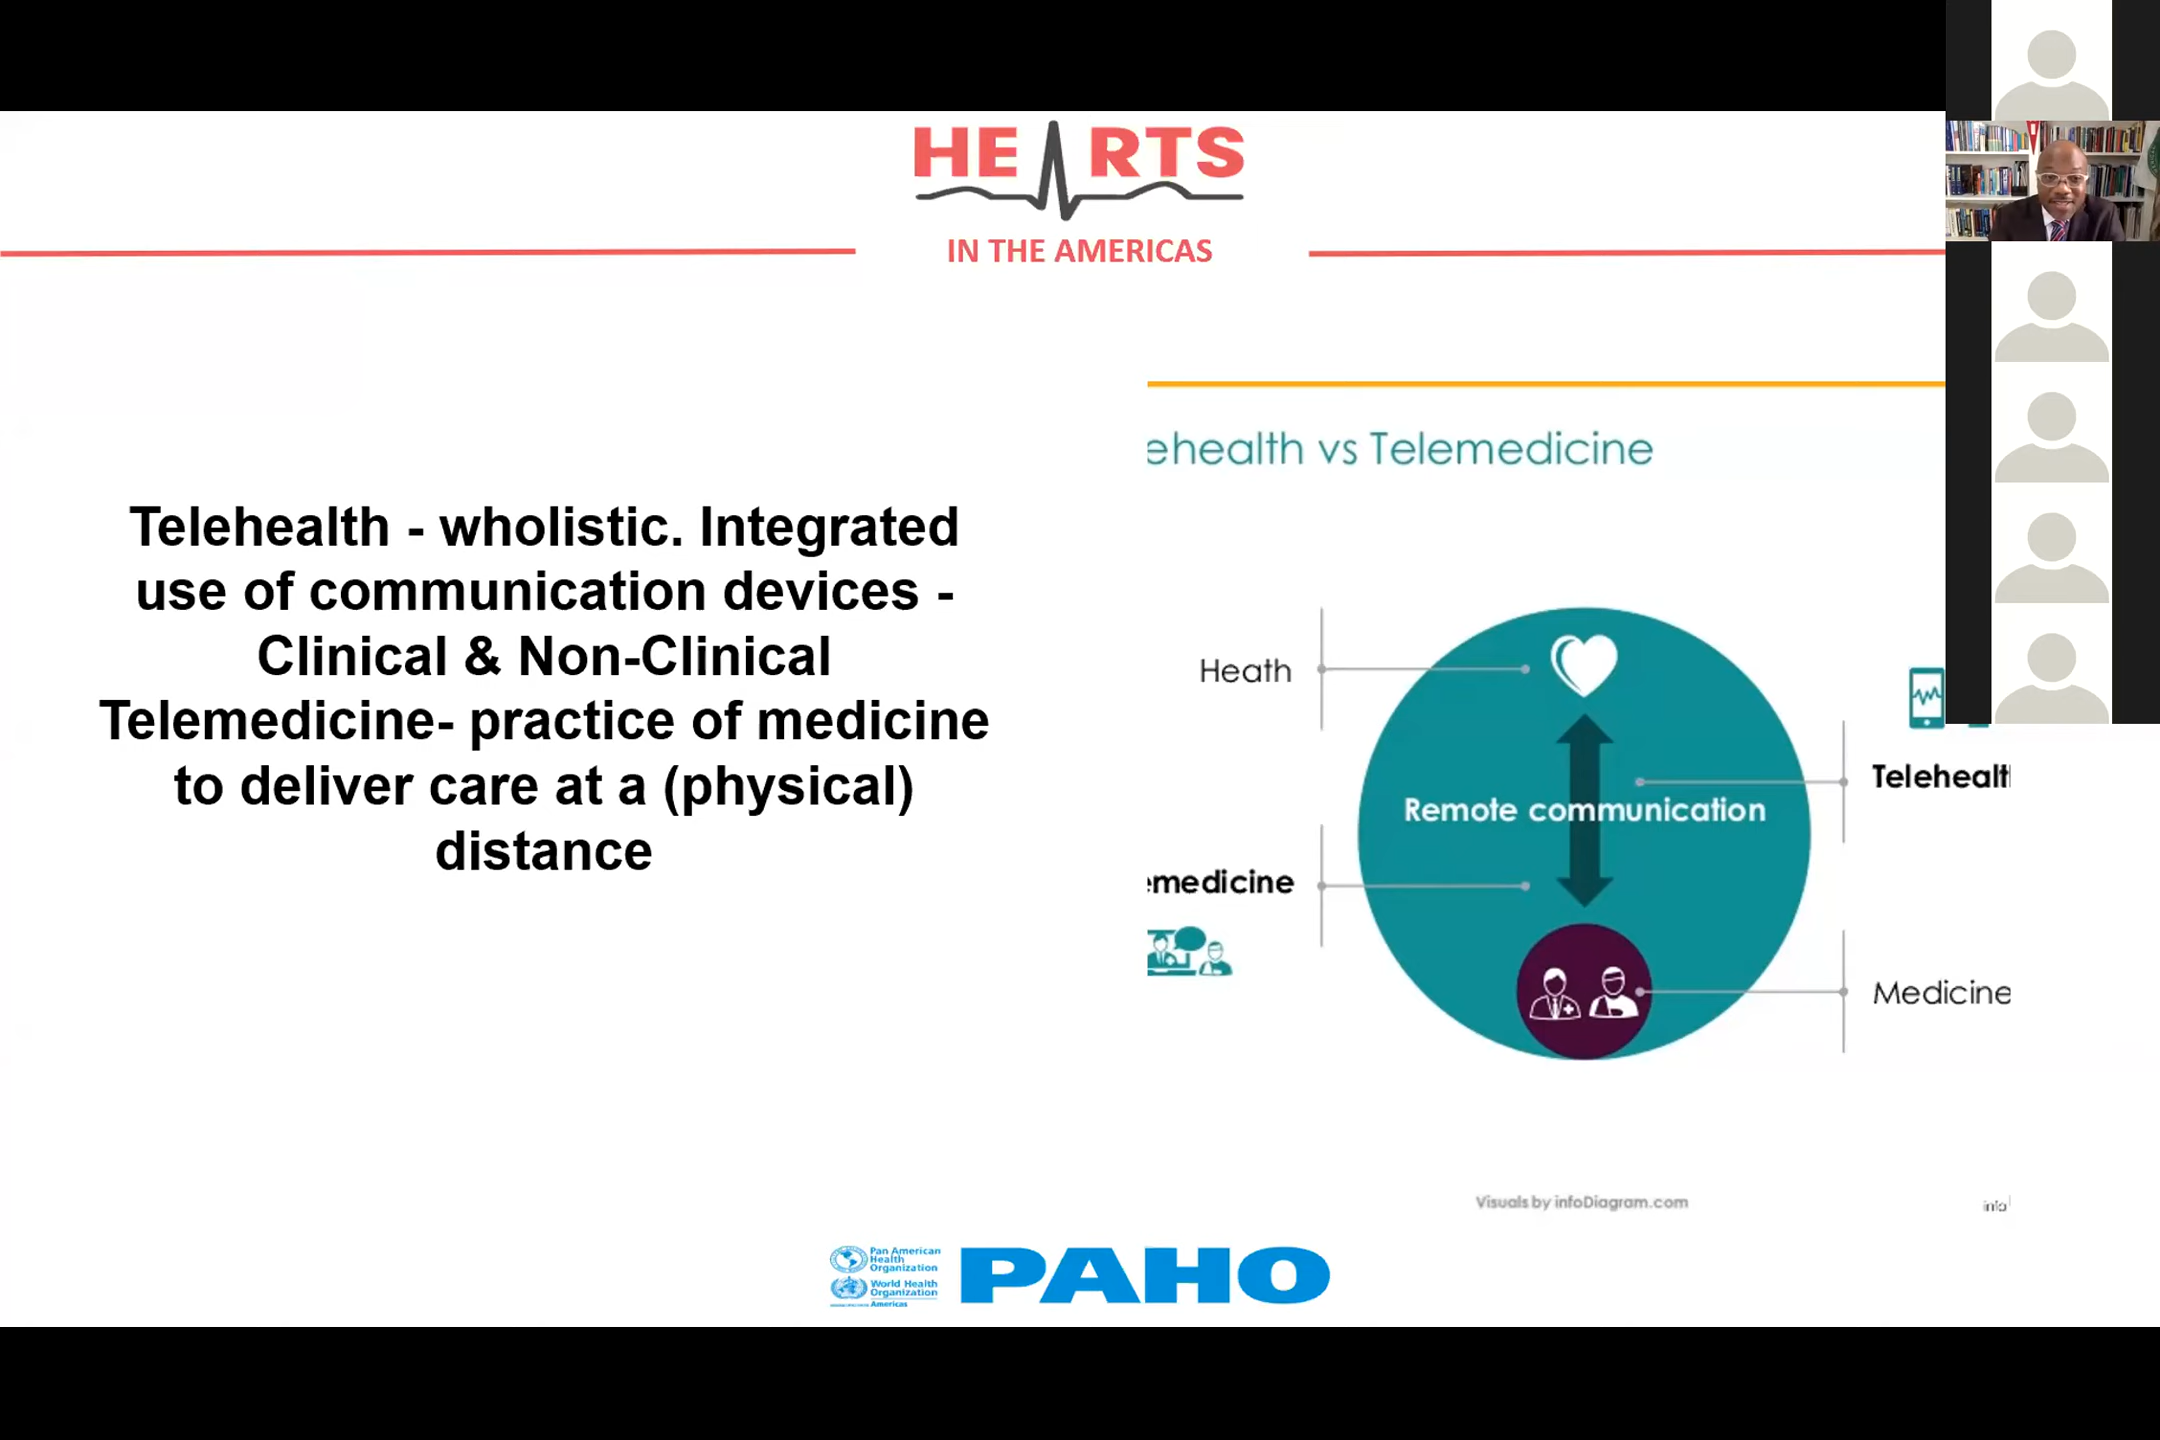 HE RTS
IN THE AMERICAS
Telehealth - wholistic. Integrated
use of communication devices -
Clinical & Non-Clinical
Telemedicine- practice of medicine
to deliver care at a (physical)
distance
ehealth vs Telemedicine
Heath
Remote communication
Telehealt
emedicine
Medicine
Visuals by infoDiagram.com
info
Pan American
Health
Organization
World Health
Organization
Americas
PAHO